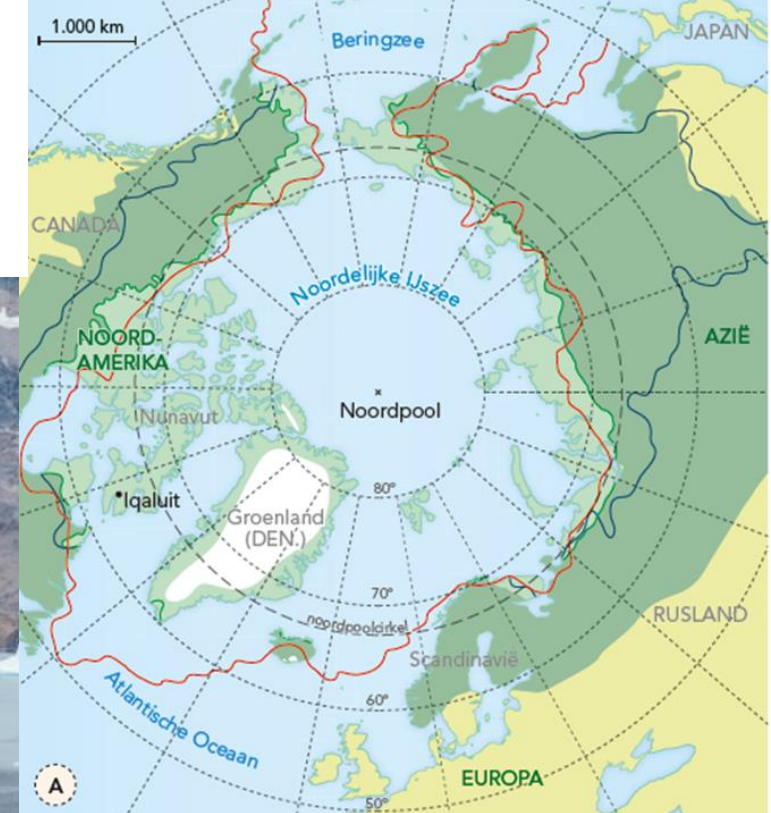 1.000 km
Beringzee
JAPAN
CANADA
Noordelijke IJszee
NOORD-
AMERIKA
AZIË
Noordpool
Nunavut
Iqaluit
80°
Groenland
(DEN.)
70°
noordpoolcirkel
RUSLAND
Scandinavië
60°
Atlantische Oceaan
EUROPA
A
50°